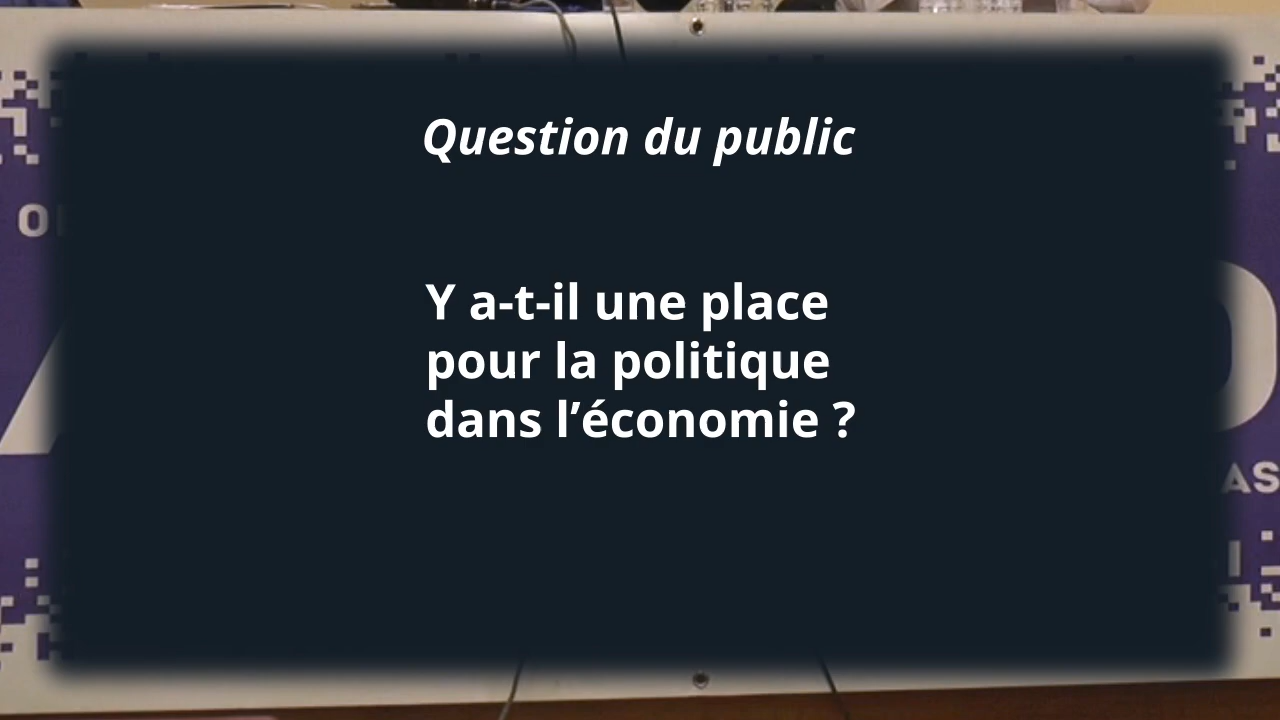 Question du public
Y a-t-il une place
pour la politique
dans l’économie ?